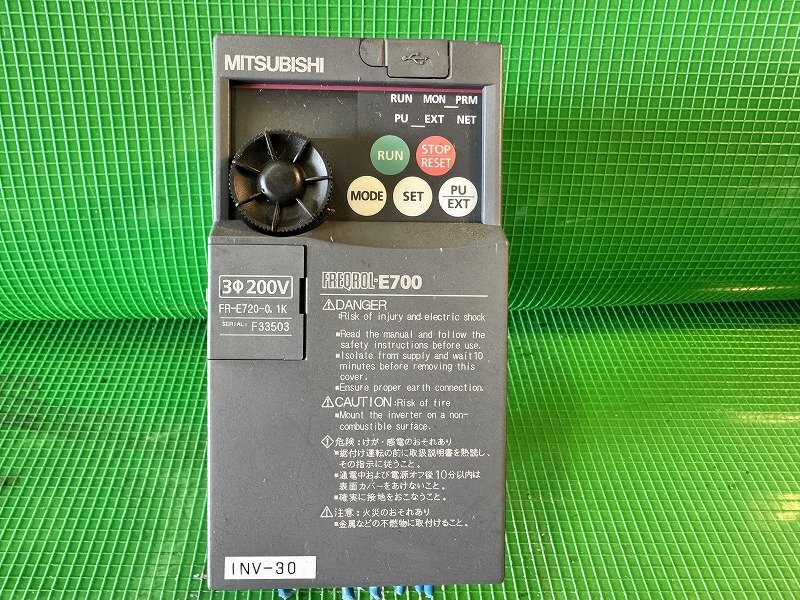 MITSUBISHI
RUN MON PRM
PU EXT NET
RUN
STOP
RESET
MODE
SET
PU
EXT
3Φ 200V
FR-E720-0.1K
SERIAL: F33503
FREQROL-E700
⚠DANGER
:Risk of injury and electric shock
■Read the manual and follow the
safety instructions before use.
■Isolate from supply and wait 10
minutes before removing this
cover.
■Ensure proper earth connection.
⚠CAUTION :Risk of fire
■Mount the inverter on a non-
combustible surface.
危険：けが・感電のおそれあり
■据付け運転の前に取扱説明書を熟読し、
その指示に従うこと。
■通電中および電源オフ後10分以内は
表面カバーをあけないこと。
■確実に接地をおこなうこと。
⚠注意：火災のおそれあり
■金属などの不燃物に取付けること。
INV-30